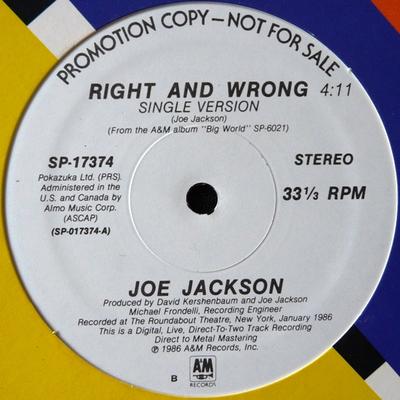 PROMOTION COPY — NOT FOR SALE
RIGHT AND WRONG 4:11
SINGLE VERSION
(Joe Jackson)
(From the A&M album "Big World" SP-6021)
SP-17374
Pokazuka Ltd. (PRS).
Administered in the
U.S. and Canada by
Almo Music Corp.
(ASCAP)
(SP-017374-A)
STEREO
33 1/3 RPM
JOE JACKSON
Produced by David Kershenbaum and Joe Jackson
Michael Frondelli, Recording Engineer
Recorded at The Roundabout Theatre, New York, January 1986
This is a Digital, Live, Direct-To-Two Track Recording
Direct to Metal Mastering
℗ 1986 A&M Records, Inc.
B
A&M
RECORDS